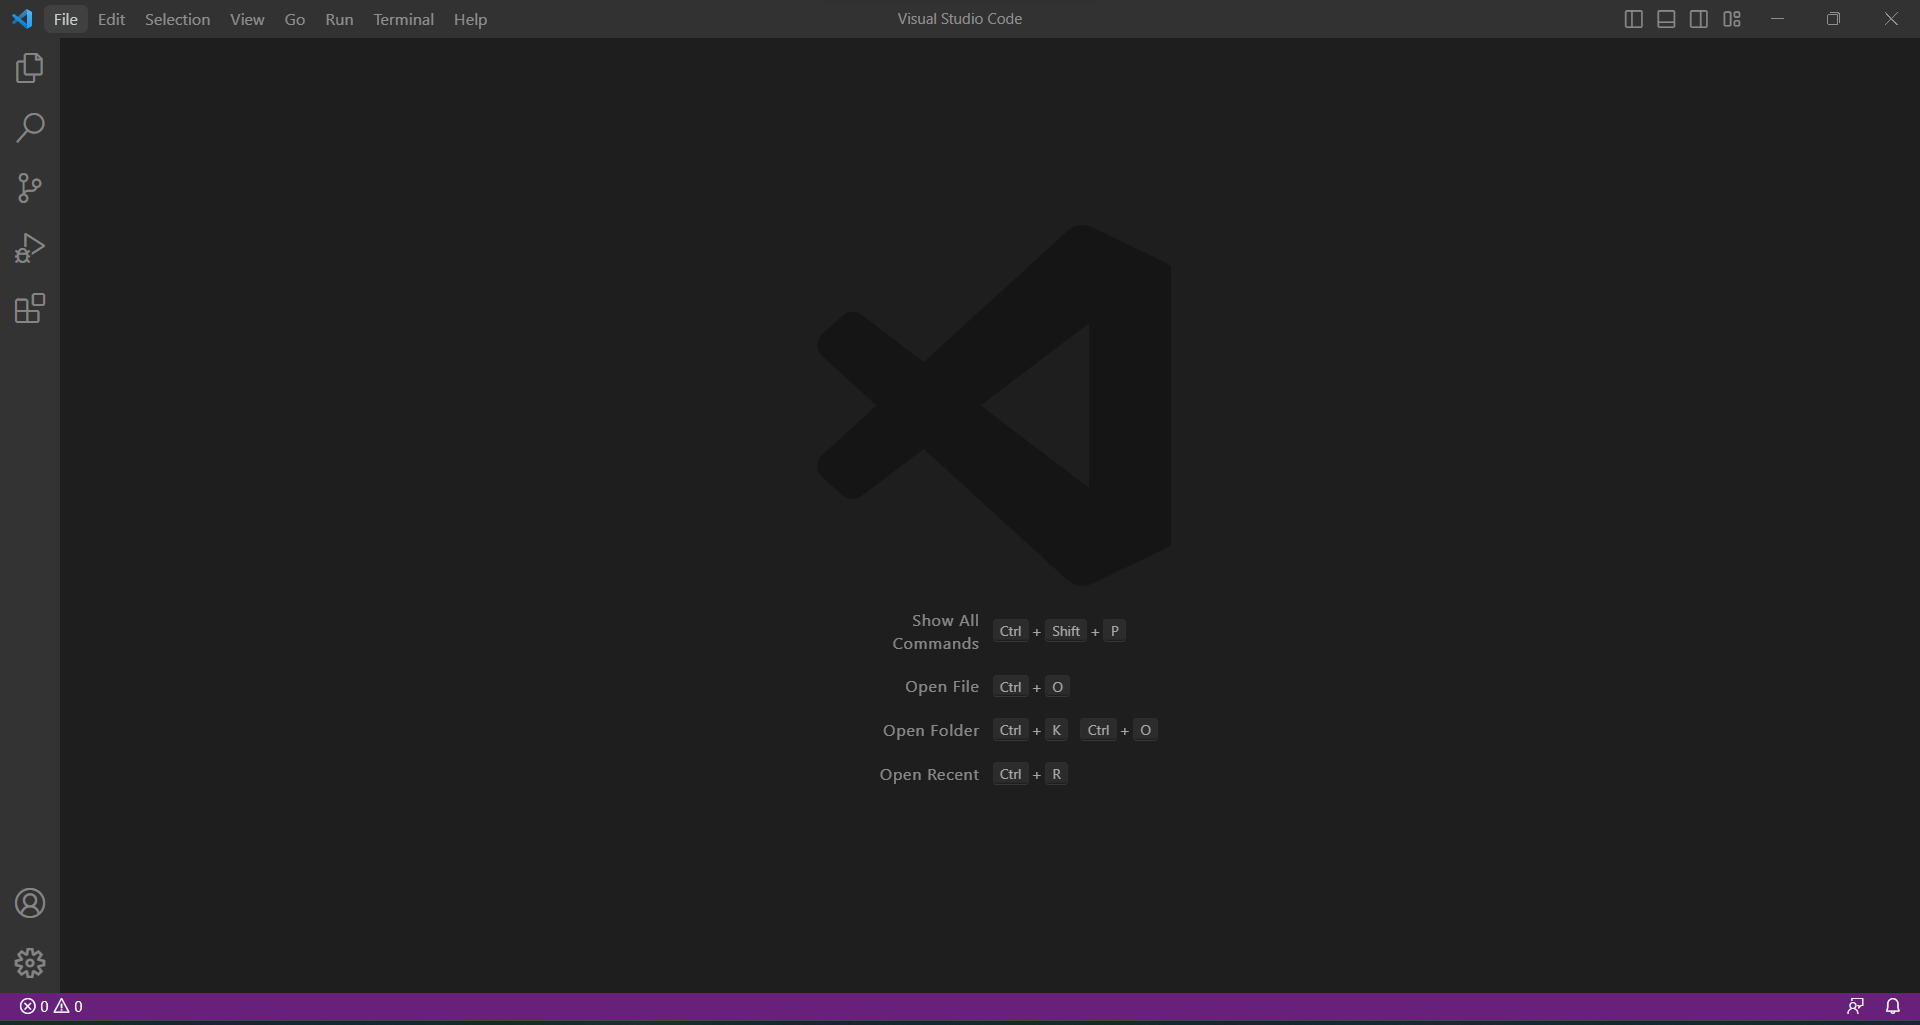 File Edit Selection View Go Run Terminal Help Visual Studio Code
Show All Commands Ctrl + Shift + P
Open File Ctrl + O
Open Folder Ctrl + K Ctrl + O
Open Recent Ctrl + R
0 0